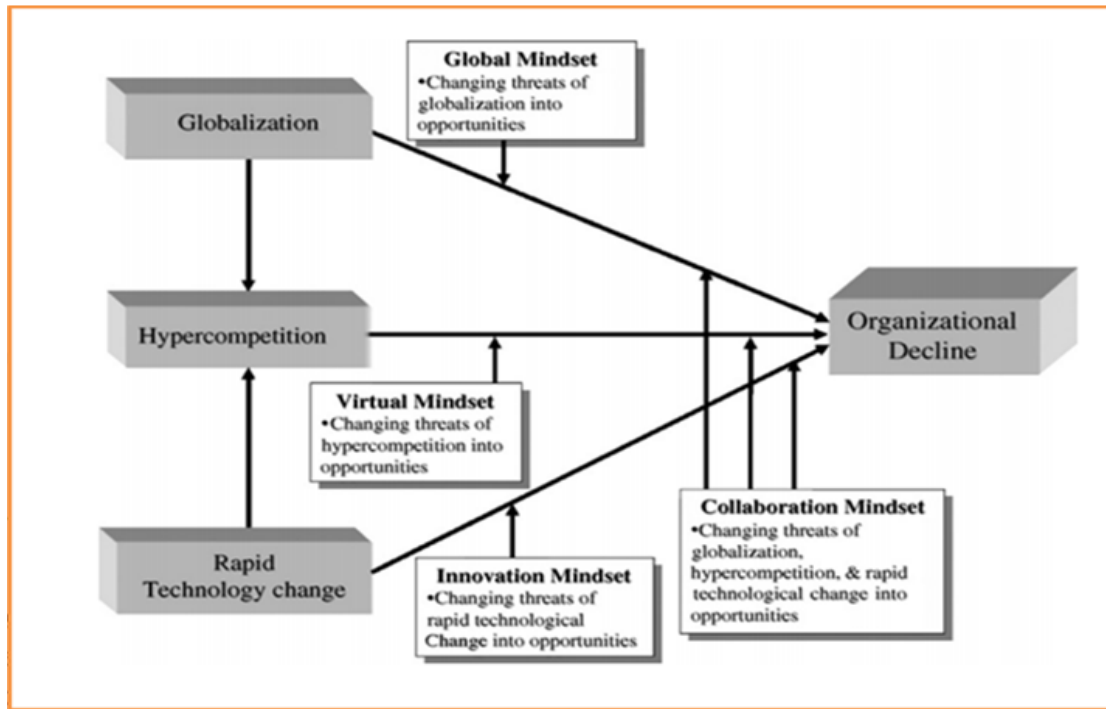 Global Mindset
•Changing threats of
globalization into
opportunities
Globalization
Hypercompetition
Organizational
Decline
Virtual Mindset
•Changing threats of
hypercompetition into
opportunities
Rapid
Technology change
Innovation Mindset
•Changing threats of
rapid technological
Change into opportunities
Collaboration Mindset
•Changing threats of
globalization,
hypercompetition, & rapid
technological change into
opportunities